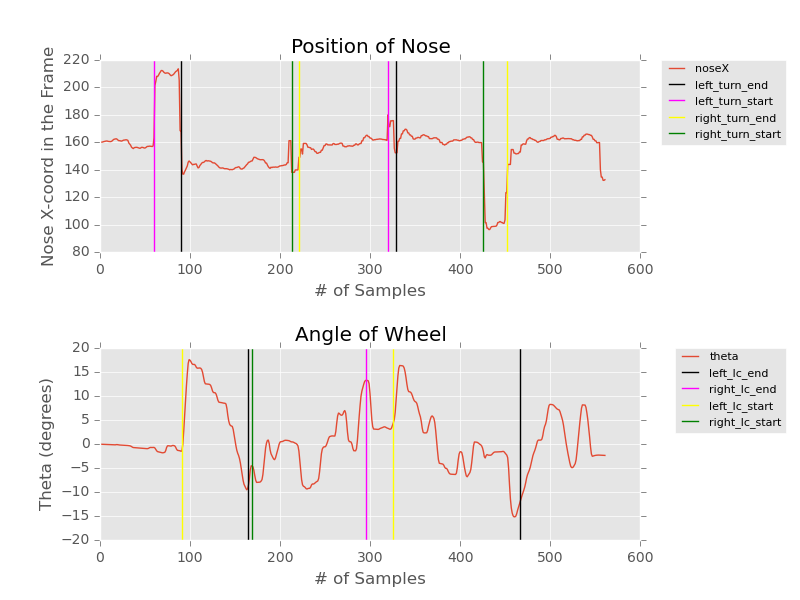 Position of Nose
220
200
180
160
140
120
100
80
Nose X-coord in the Frame
0 100 200 300 400 500 600
# of Samples
noseX
left_turn_end
left_turn_start
right_turn_end
right_turn_start
Angle of Wheel
20
15
10
5
0
−5
−10
−15
−20
Theta (degrees)
0 100 200 300 400 500 600
# of Samples
theta
left_lc_end
right_lc_end
left_lc_start
right_lc_start